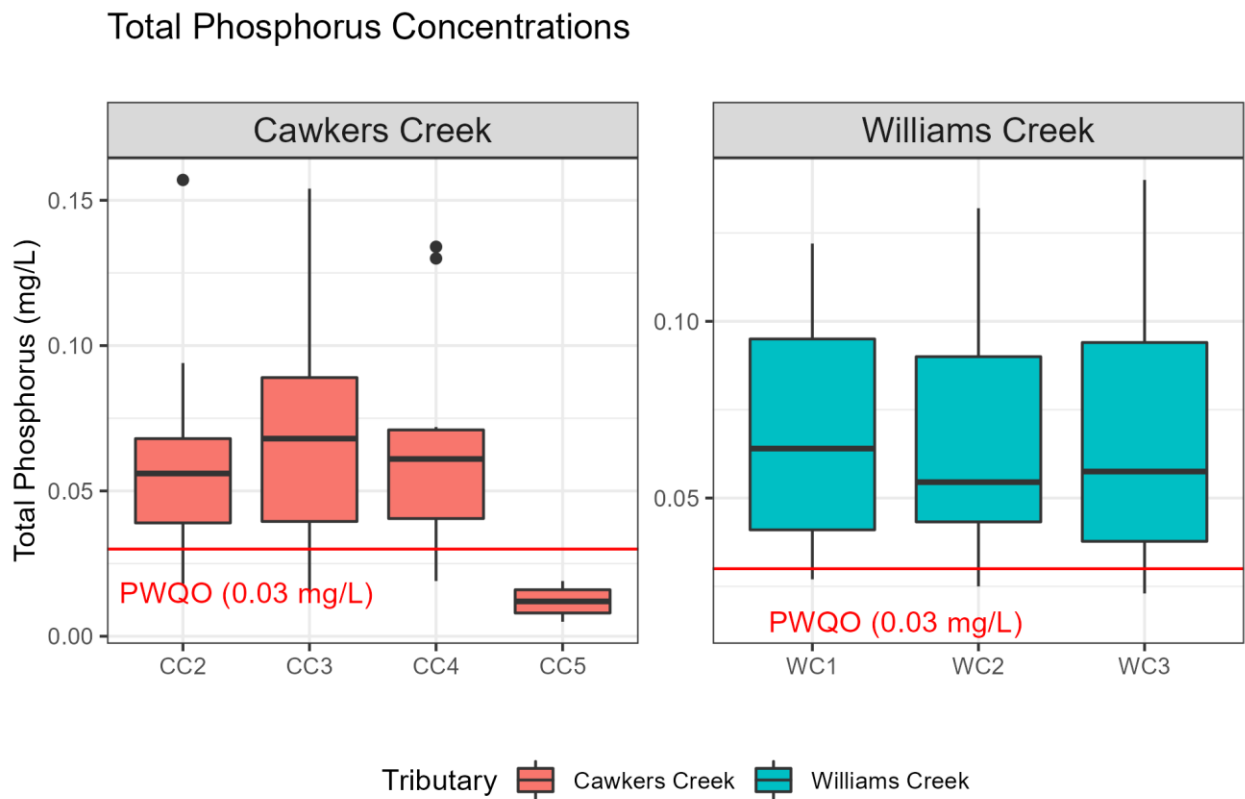 Total Phosphorus Concentrations
Cawkers Creek
Williams Creek
Total Phosphorus (mg/L)
0.15
0.10
0.05
0.00
0.10
0.05
PWQO (0.03 mg/L)
PWQO (0.03 mg/L)
CC2 CC3 CC4 CC5
WC1 WC2 WC3
Tributary Cawkers Creek Williams Creek